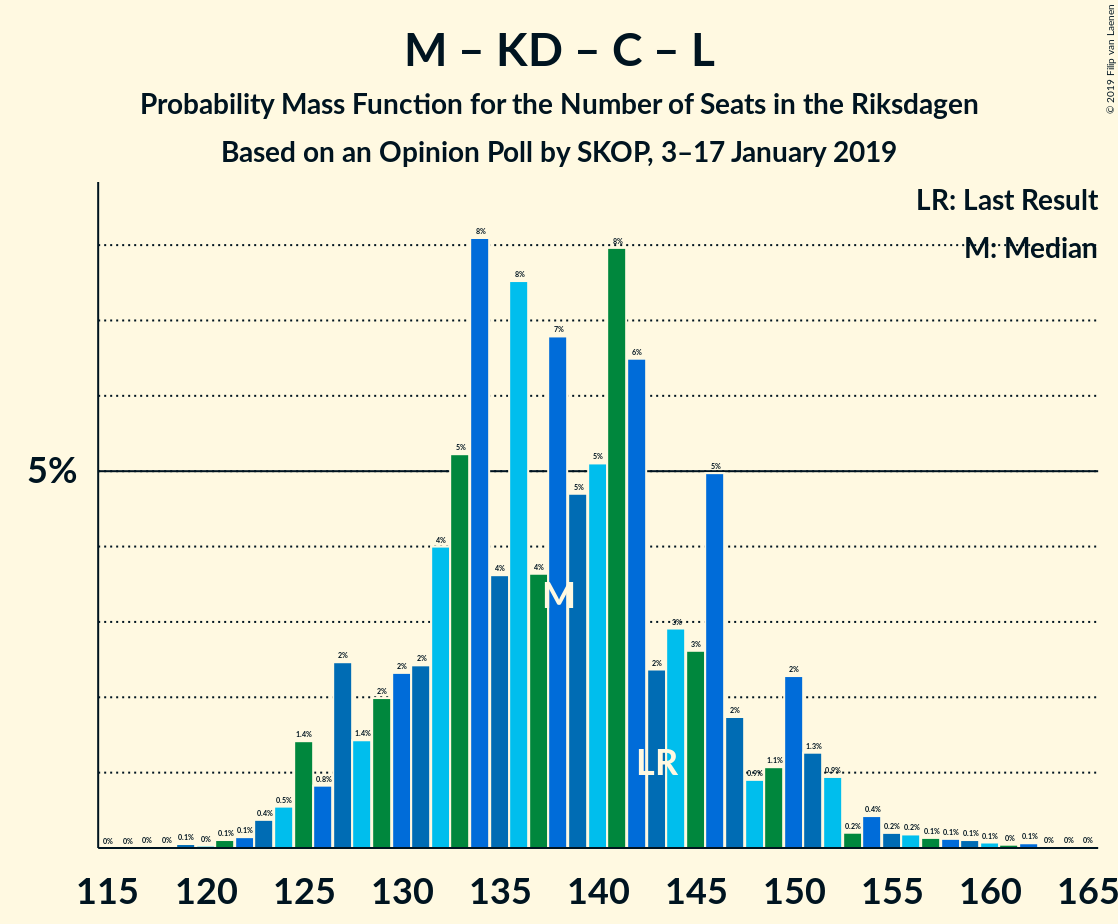 © 2019 Filip van Laenen
M – KD – C – L
Probability Mass Function for the Number of Seats in the Riksdagen
Based on an Opinion Poll by SKOP, 3–17 January 2019
LR: Last Result
M: Median
5%
0% 0% 0% 0% 0.1% 0% 0.1% 0.1% 0.4% 0.5% 1.4% 0.8% 2% 1.4% 2% 2% 2% 4% 5% 8% 4% 8% 4% 7% 5% 5% 8% 6% 2% 3% 3% 5% 2% 0.9% 1.1% 2% 1.3% 0.9% 0.2% 0.4% 0.2% 0.2% 0.1% 0.1% 0.1% 0.1% 0% 0.1% 0% 0% 0%
M
LR
115 120 125 130 135 140 145 150 155 160 165